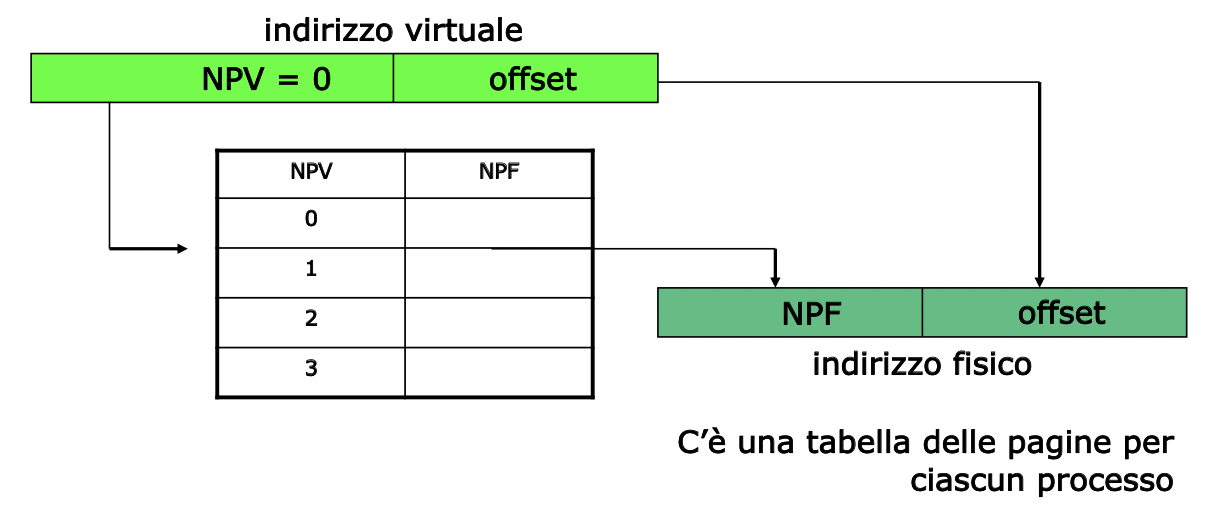 indirizzo virtuale
NPV = 0 offset
NPV NPF
0
1
2
3
NPF offset
indirizzo fisico
C’è una tabella delle pagine per
ciascun processo